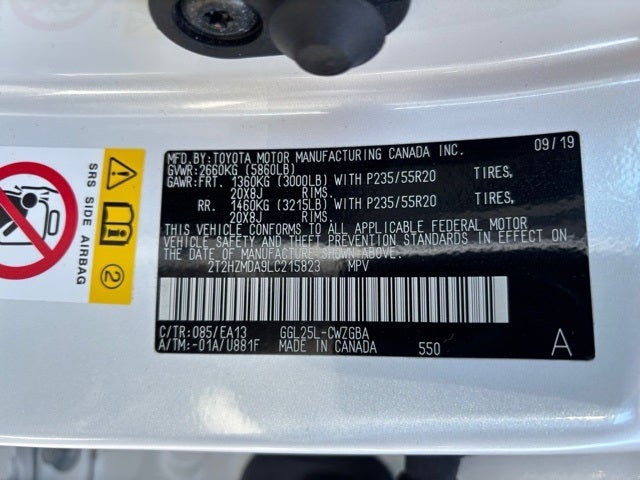 MFD.BY:TOYOTA MOTOR MANUFACTURING CANADA INC. 09/19
GVWR:2660KG (5860LB)
GAWR:FRT. 1360KG (3000LB) WITH P235/55R20 TIRES,
20X8J RIMS.
RR. 1460KG (3215LB) WITH P235/55R20 TIRES,
20X8J RIMS.
THIS VEHICLE CONFORMS TO ALL APPLICABLE FEDERAL MOTOR
VEHICLE SAFETY AND THEFT PREVENTION STANDARDS IN EFFECT ON
THE DATE OF MANUFACTURE SHOWN ABOVE.
2T2HZMDA9LC215823 MPV
C/TR:085/EA13 GGL25L-CWZGBA
A/TM:-01A/U881F MADE IN CANADA 550 A
SRS SIDE AIRBAG
2